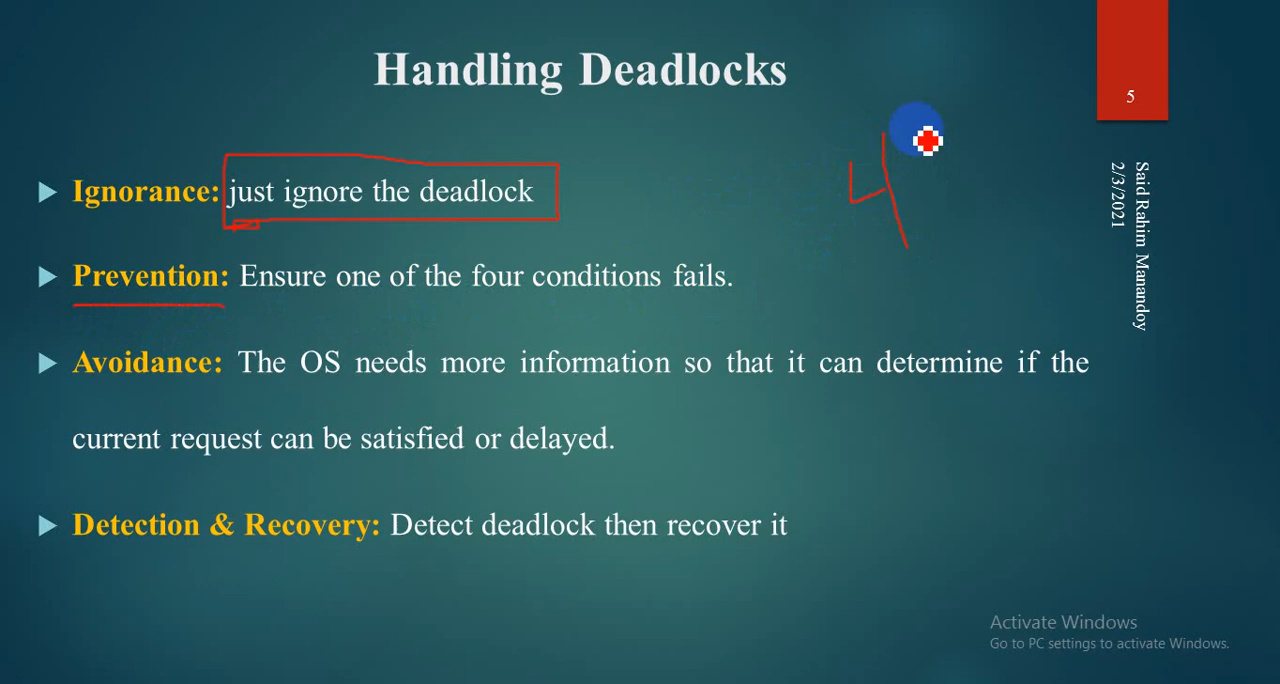 Handling Deadlocks
5
Ignorance: just ignore the deadlock
4
Prevention: Ensure one of the four conditions fails.
Avoidance: The OS needs more information so that it can determine if the
current request can be satisfied or delayed.
Detection & Recovery: Detect deadlock then recover it
Said Rahim Manandoy
2/3/2021
Activate Windows
Go to PC settings to activate Windows.